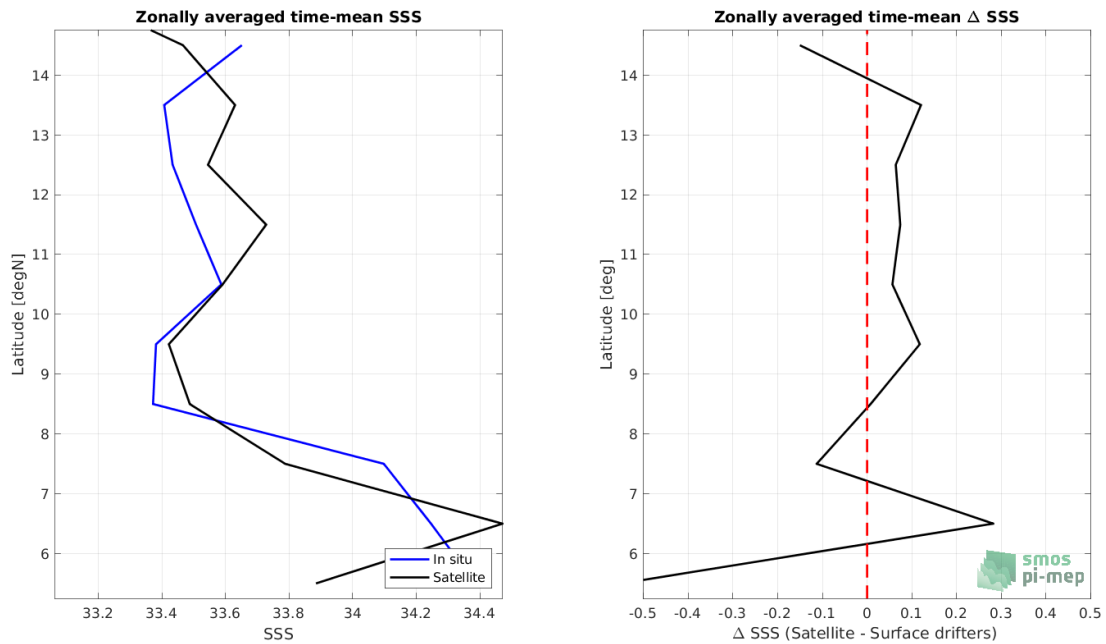 Zonally averaged time-mean SSS
14
13
12
11
10
9
8
7
6
Latitude [degN]
33.2 33.4 33.6 33.8 34 34.2 34.4
SSS
In situ
Satellite
Zonally averaged time-mean Δ SSS
14
13
12
11
10
9
8
7
6
Latitude [deg]
-0.5 -0.4 -0.3 -0.2 -0.1 0 0.1 0.2 0.3 0.4 0.5
Δ SSS (Satellite - Surface drifters)
smos
pi-mep